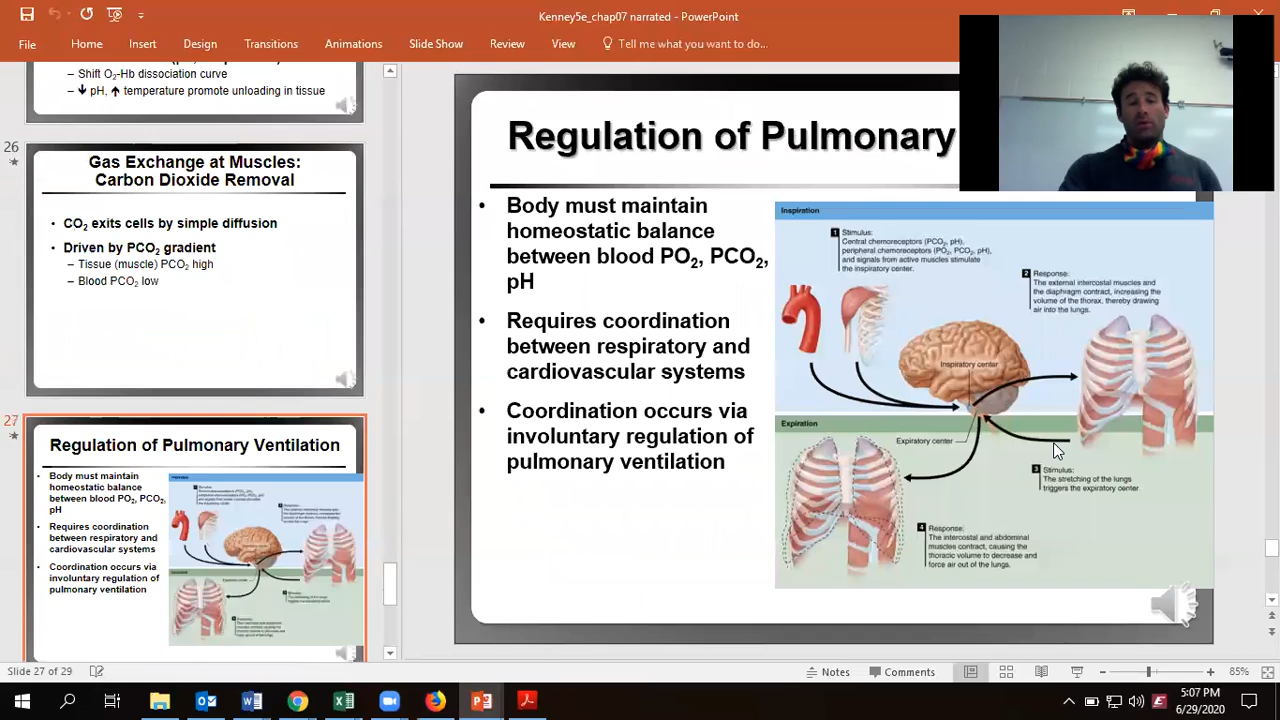 Kenney5e_chap07 narrated - PowerPoint
File Home Insert Design Transitions Animations Slide Show Review View Tell me what you want to do...
– Shift O2-Hb dissociation curve
– ↓ pH, ↑ temperature promote unloading in tissue
26
Gas Exchange at Muscles:
Carbon Dioxide Removal
• CO2 exits cells by simple diffusion
• Driven by PCO2 gradient
– Tissue (muscle) PCO2 high
– Blood PCO2 low
27
Regulation of Pulmonary Ventilation
• Body must maintain
homeostatic balance
between blood PO2, PCO2,
pH
• Requires coordination
between respiratory and
cardiovascular systems
• Coordination occurs via
involuntary regulation of
pulmonary ventilation
Regulation of Pulmonary
• Body must maintain
homeostatic balance
between blood PO2, PCO2,
pH
• Requires coordination
between respiratory and
cardiovascular systems
• Coordination occurs via
involuntary regulation of
pulmonary ventilation
Inspiration
1 Stimulus:
Central chemoreceptors (PCO2, pH),
peripheral chemoreceptors (PO2, PCO2, pH),
and signals from active muscles stimulate
the inspiratory center.
2 Response:
The external intercostal muscles and
the diaphragm contract, increasing the
volume of the thorax, thereby drawing
air into the lungs.
Inspiratory center
Expiration
Expiratory center
3 Stimulus:
The stretching of the lungs
triggers the expiratory center.
4 Response:
The intercostal and abdominal
muscles contract, causing the
thoracic volume to decrease and
force air out of the lungs.
Slide 27 of 29
Notes Comments 85%
5:07 PM
6/29/2020